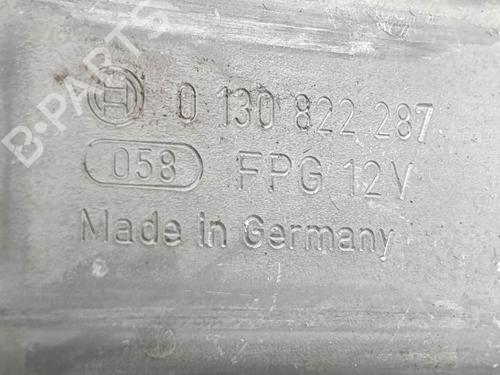 0 130 822 287
058 FPG 12V
Made in Germany
B-PARTS